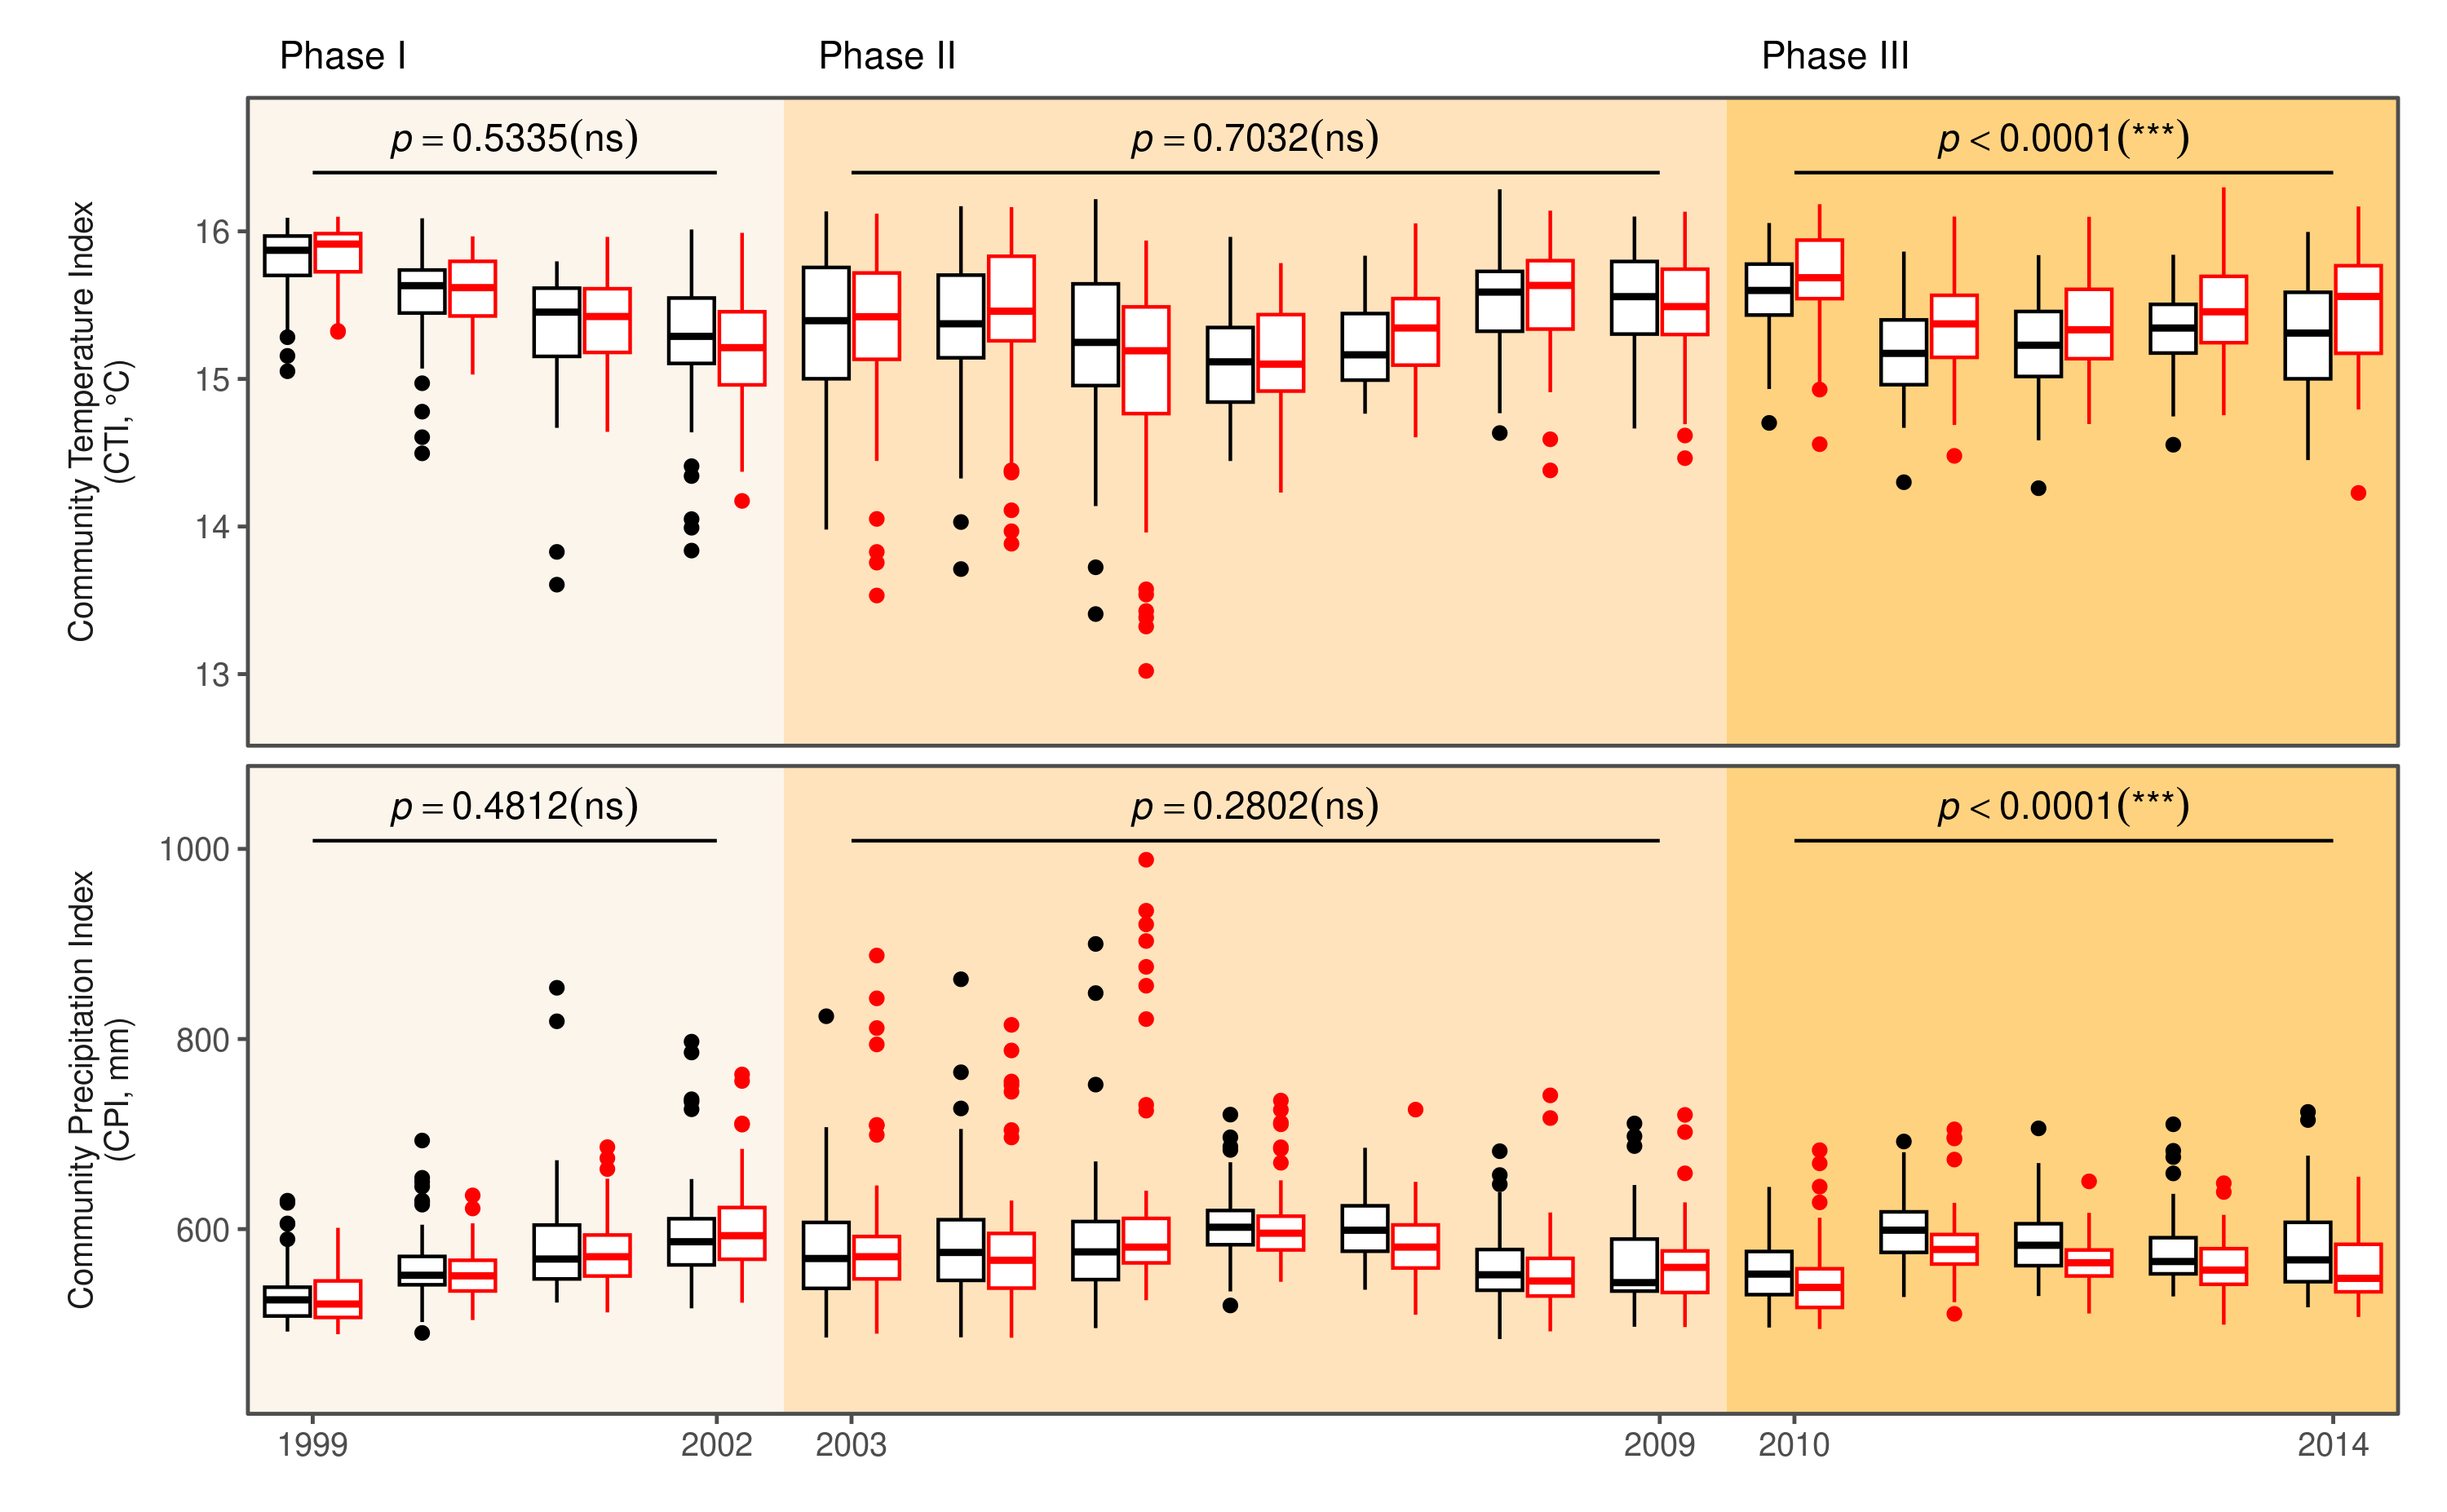 Phase I
Phase II
Phase III
p = 0.5335(ns)
p = 0.7032(ns)
p < 0.0001(***)
Community Temperature Index
(CTI, °C)
16
15
14
13
p = 0.4812(ns)
p = 0.2802(ns)
p < 0.0001(***)
Community Precipitation Index
(CPI, mm)
1000
800
600
1999
2002
2003
2009
2010
2014